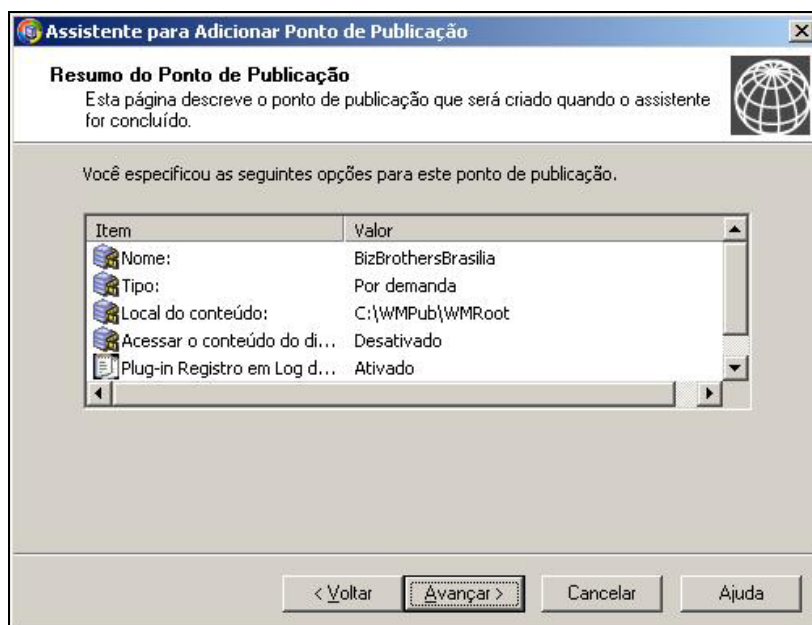 Assistente para Adicionar Ponto de Publicação
Resumo do Ponto de Publicação
Esta página descreve o ponto de publicação que será criado quando o assistente
for concluído.
Você especificou as seguintes opções para este ponto de publicação.
Item Valor
Nome: BizBrothersBrasilia
Tipo: Por demanda
Local do conteúdo: C:\WMPub\WMRoot
Acessar o conteúdo do di... Desativado
Plug-in Registro em Log d... Ativado
< Voltar Avançar > Cancelar Ajuda